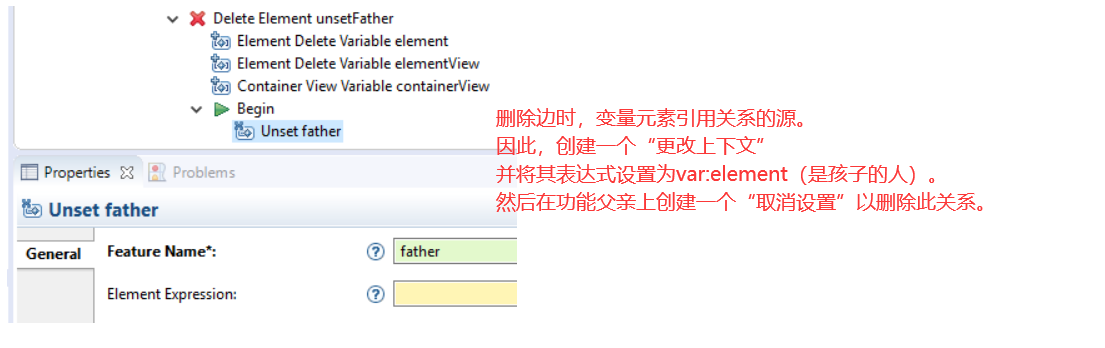 Delete Element unsetFather
Element Delete Variable element
Element Delete Variable elementView
Container View Variable containerView
Begin
Unset father
删除边时，变量元素引用关系的源。
因此，创建一个“更改上下文”
并将其表达式设置为var:element（是孩子的人）。
然后在功能父亲上创建一个“取消设置”以删除此关系。
Properties
Problems
Unset father
General
Feature Name*:
? father
Element Expression:
?